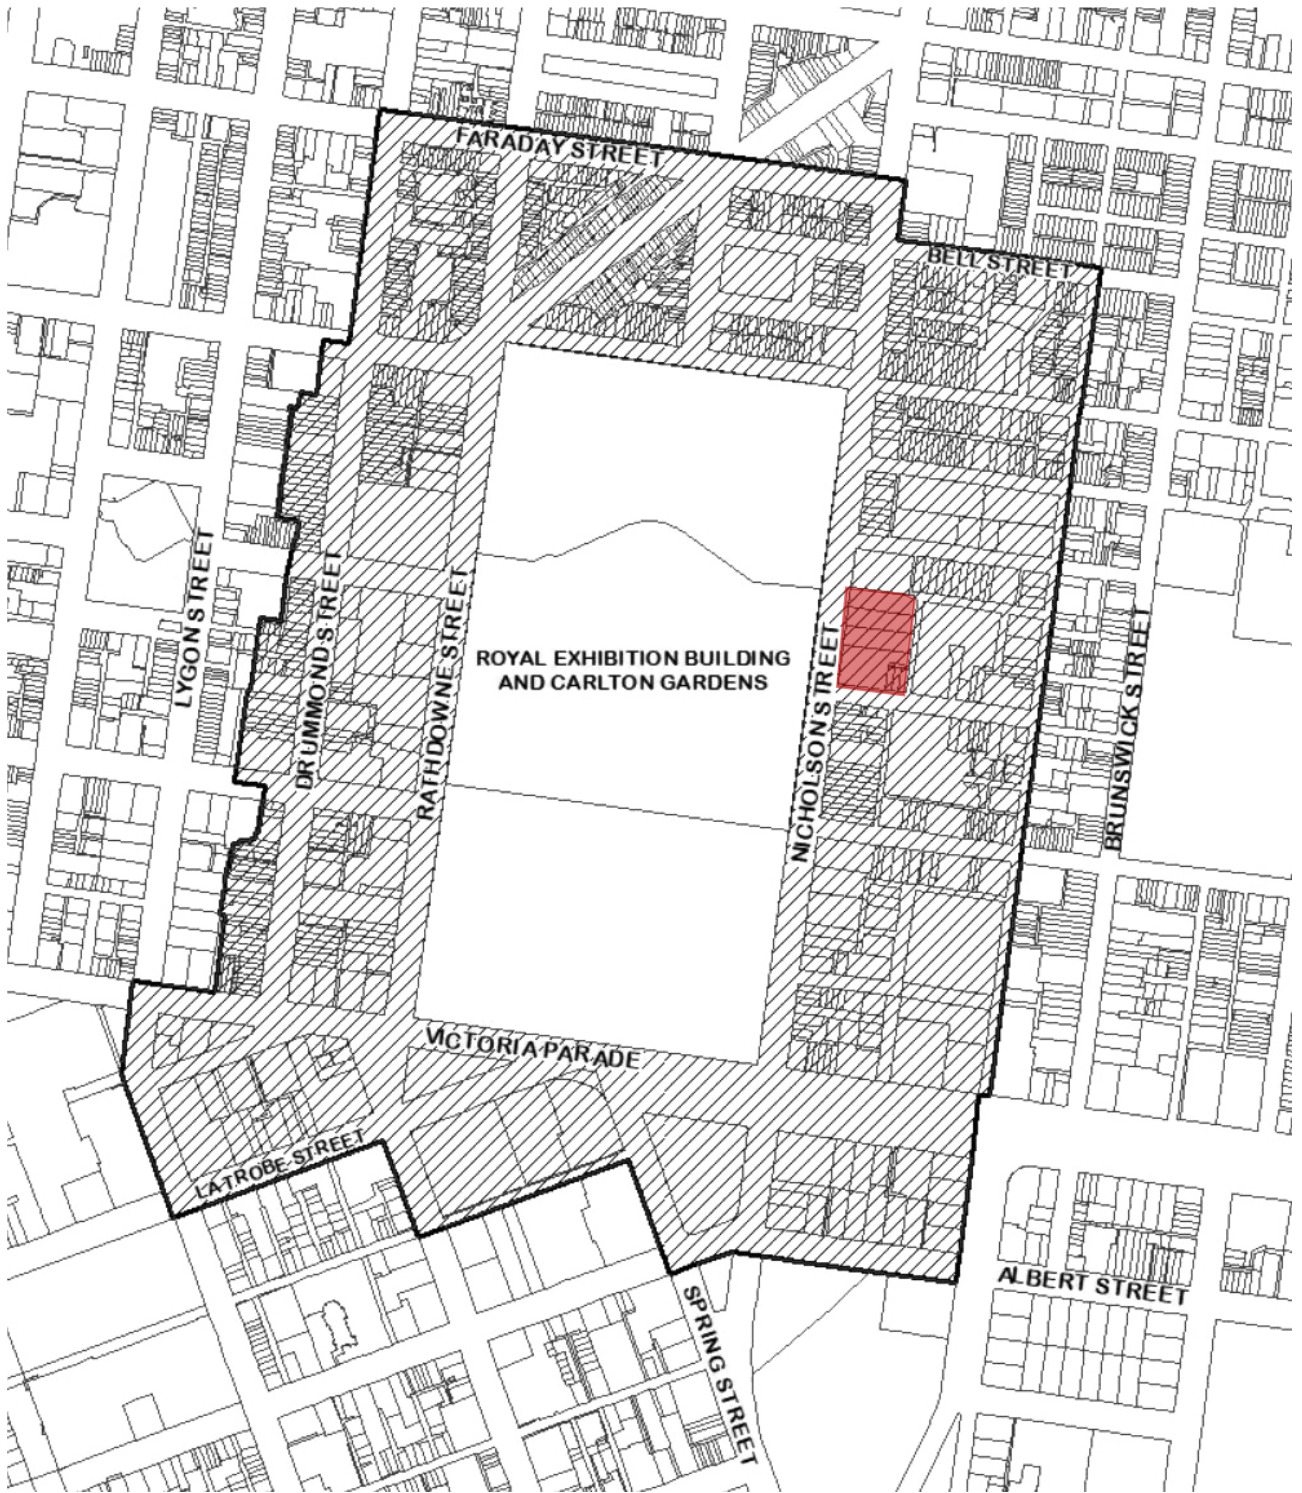 FARADAY STREET
BELL STREET
LYGON STREET
DRUMMOND STREET
RATHDOWNE STREET
ROYAL EXHIBITION BUILDING
AND CARLTON GARDENS
NICHOLSON STREET
BRUNSWICK STREET
VICTORIA PARADE
LATROBE STREET
ALBERT STREET
SPRING STREET